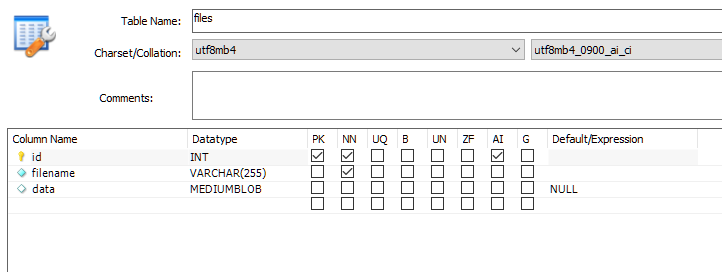 Table Name: files
Charset/Collation: utf8mb4 utf8mb4_0900_ai_ci
Comments:
Column Name Datatype PK NN UQ B UN ZF AI G Default/Expression
id INT
filename VARCHAR(255)
data MEDIUMBLOB NULL